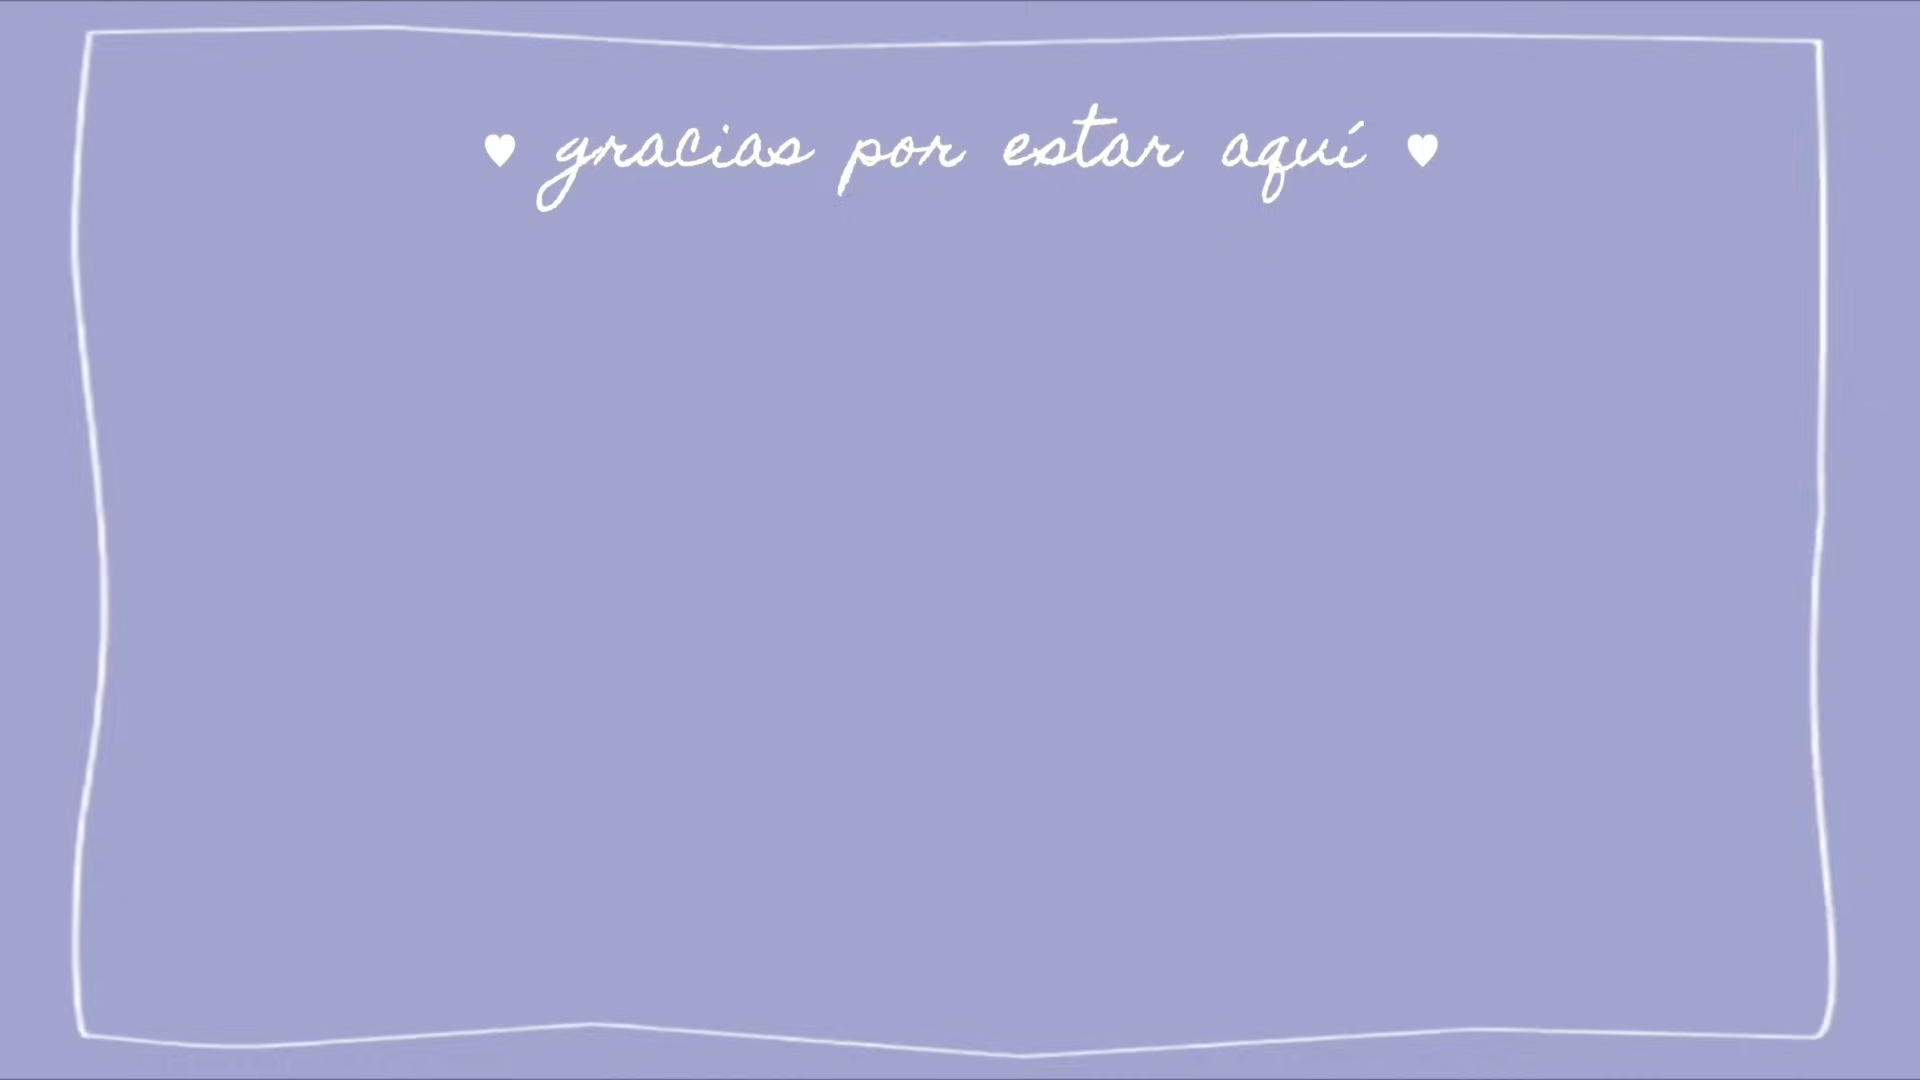 ♥ gracias por estar aquí ♥